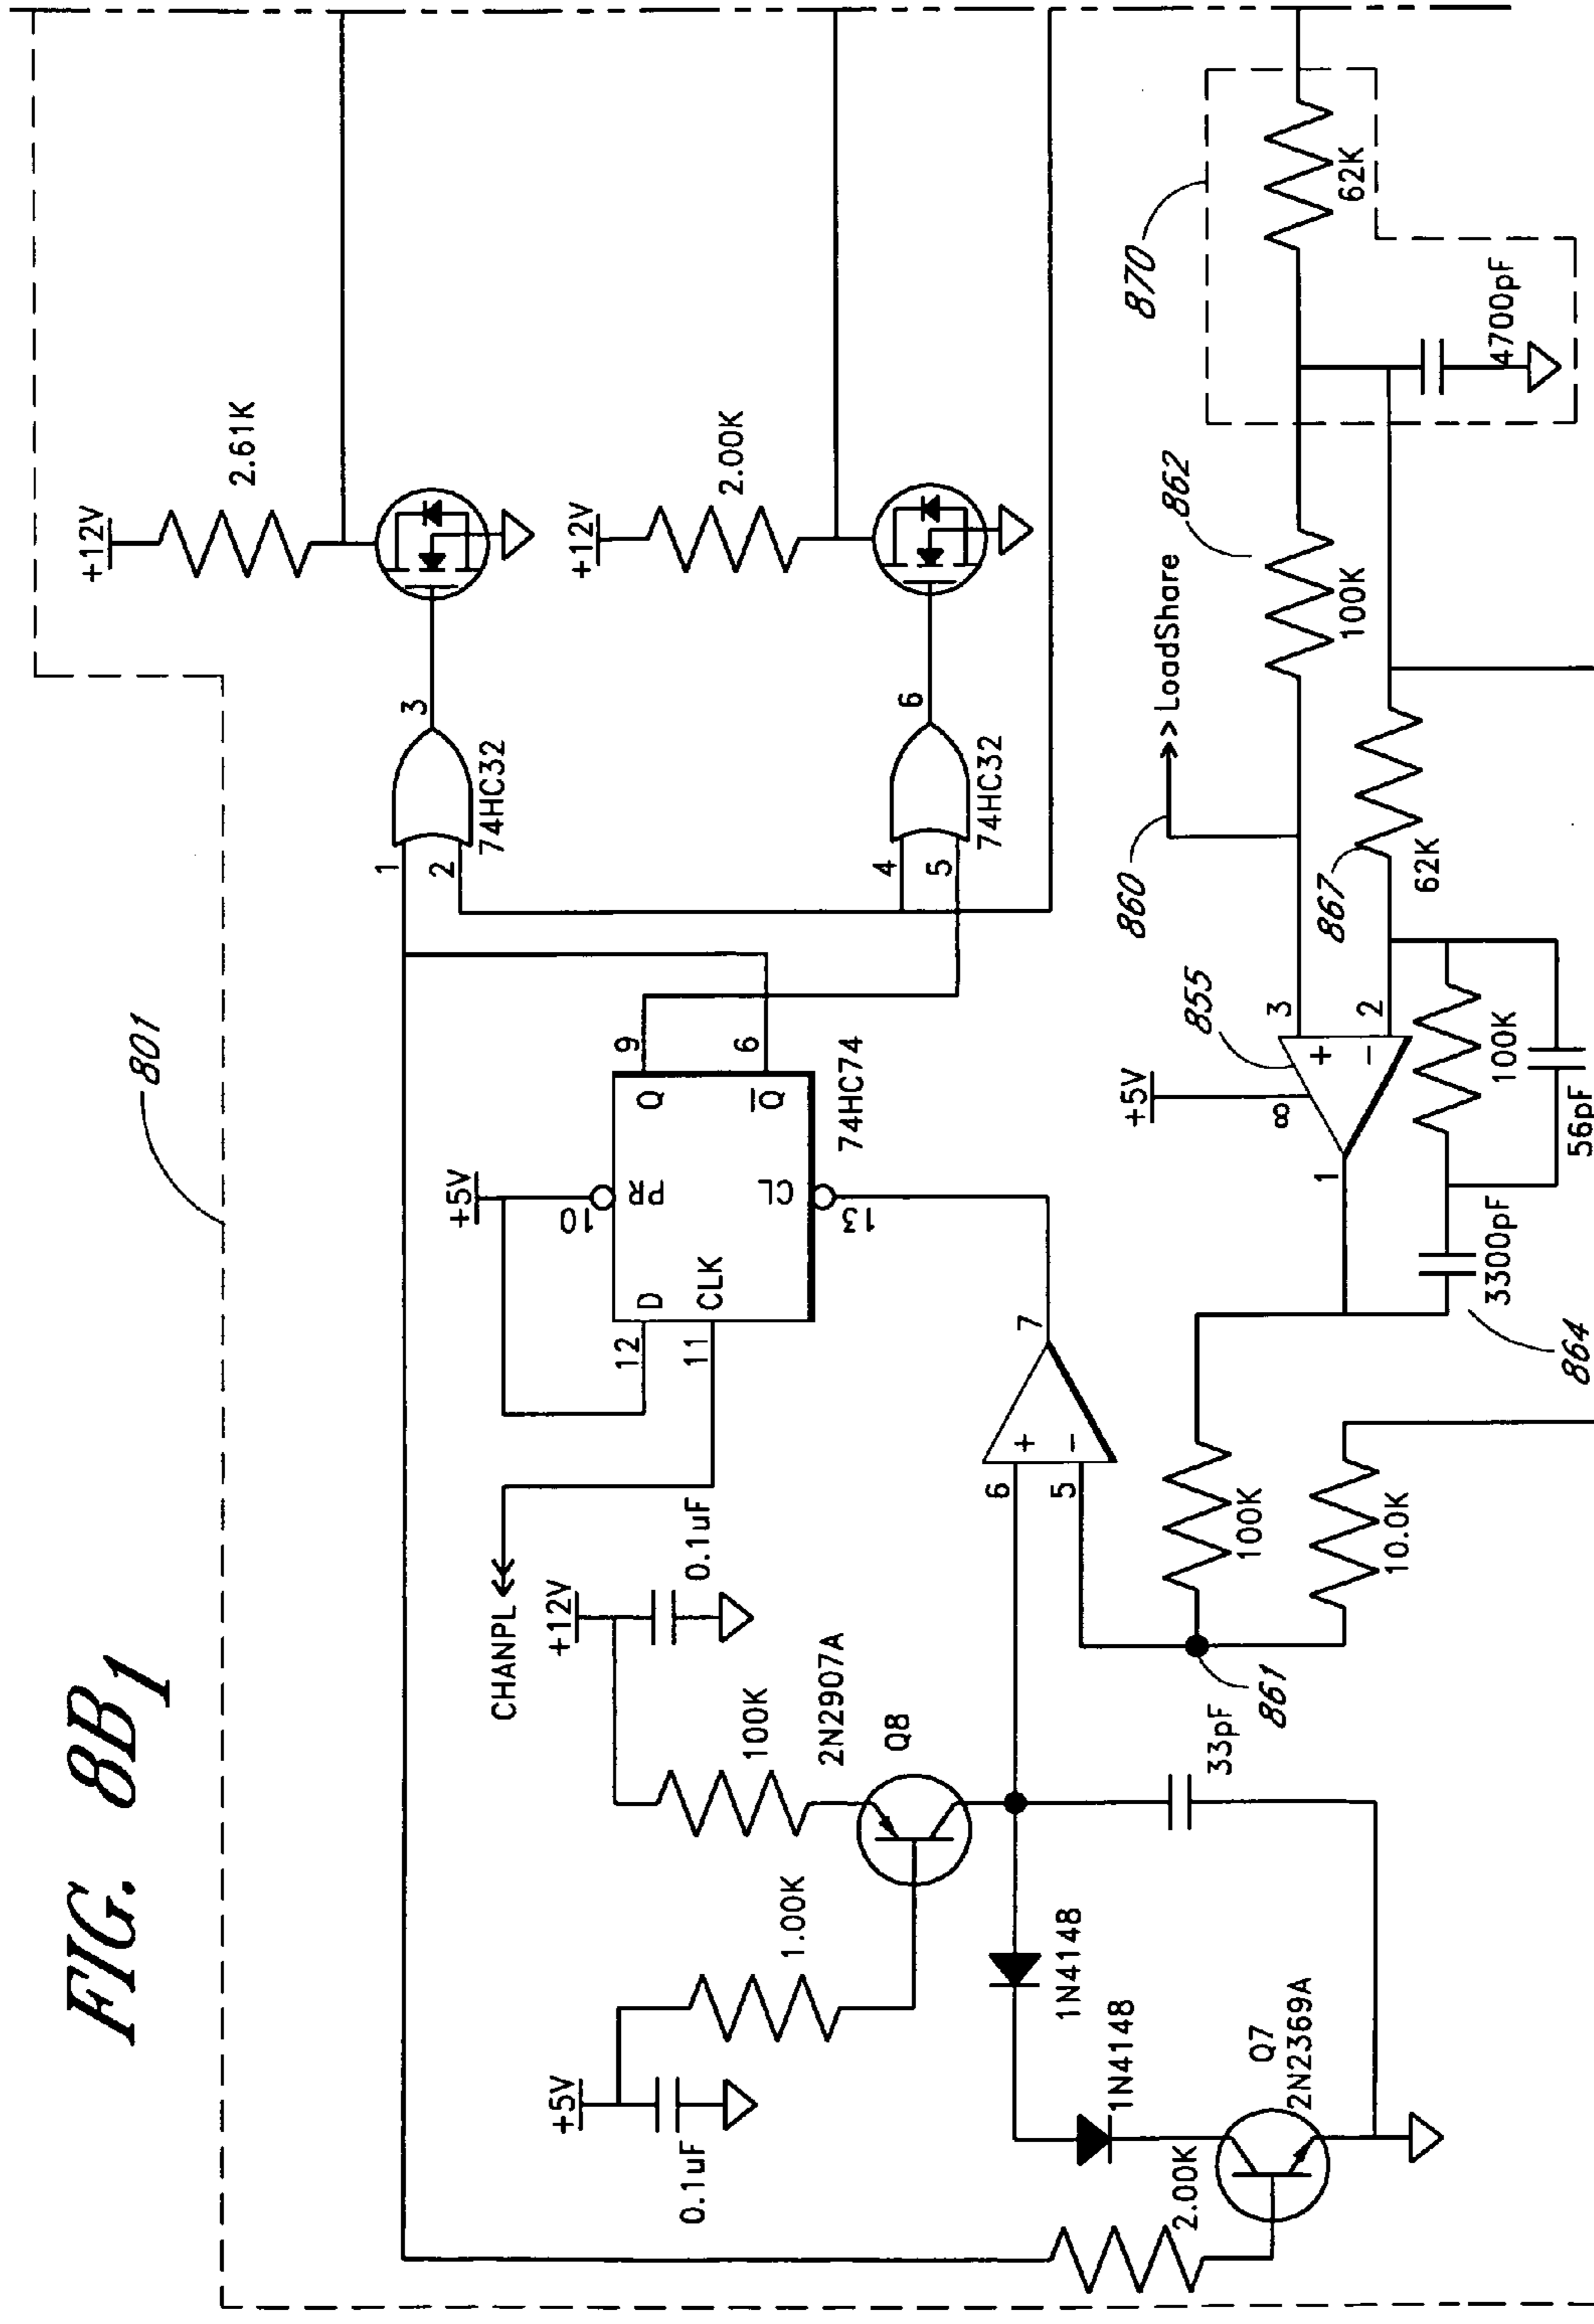 FIG. 8B1
801
+12V
2.61K
+12V
2.00K
3
74HC32
1
2
6
74HC32
4
5
870
62K
4700pF
862
100K
860
>>LoadShare
867
62K
855
+5V
8
3
+
2
-
1
100K
56pF
3300pF
864
+5V
10
PR
Q
9
Q
6
D
12
CLK
11
CL
13
74HC74
CHANPL
+12V
0.1uF
100K
2N2907A
Q8
1.00K
+5V
0.1uF
7
6
+
5
-
100K
10.0K
861
33pF
1N4148
1N4148
Q7
2N2369A
2.00K